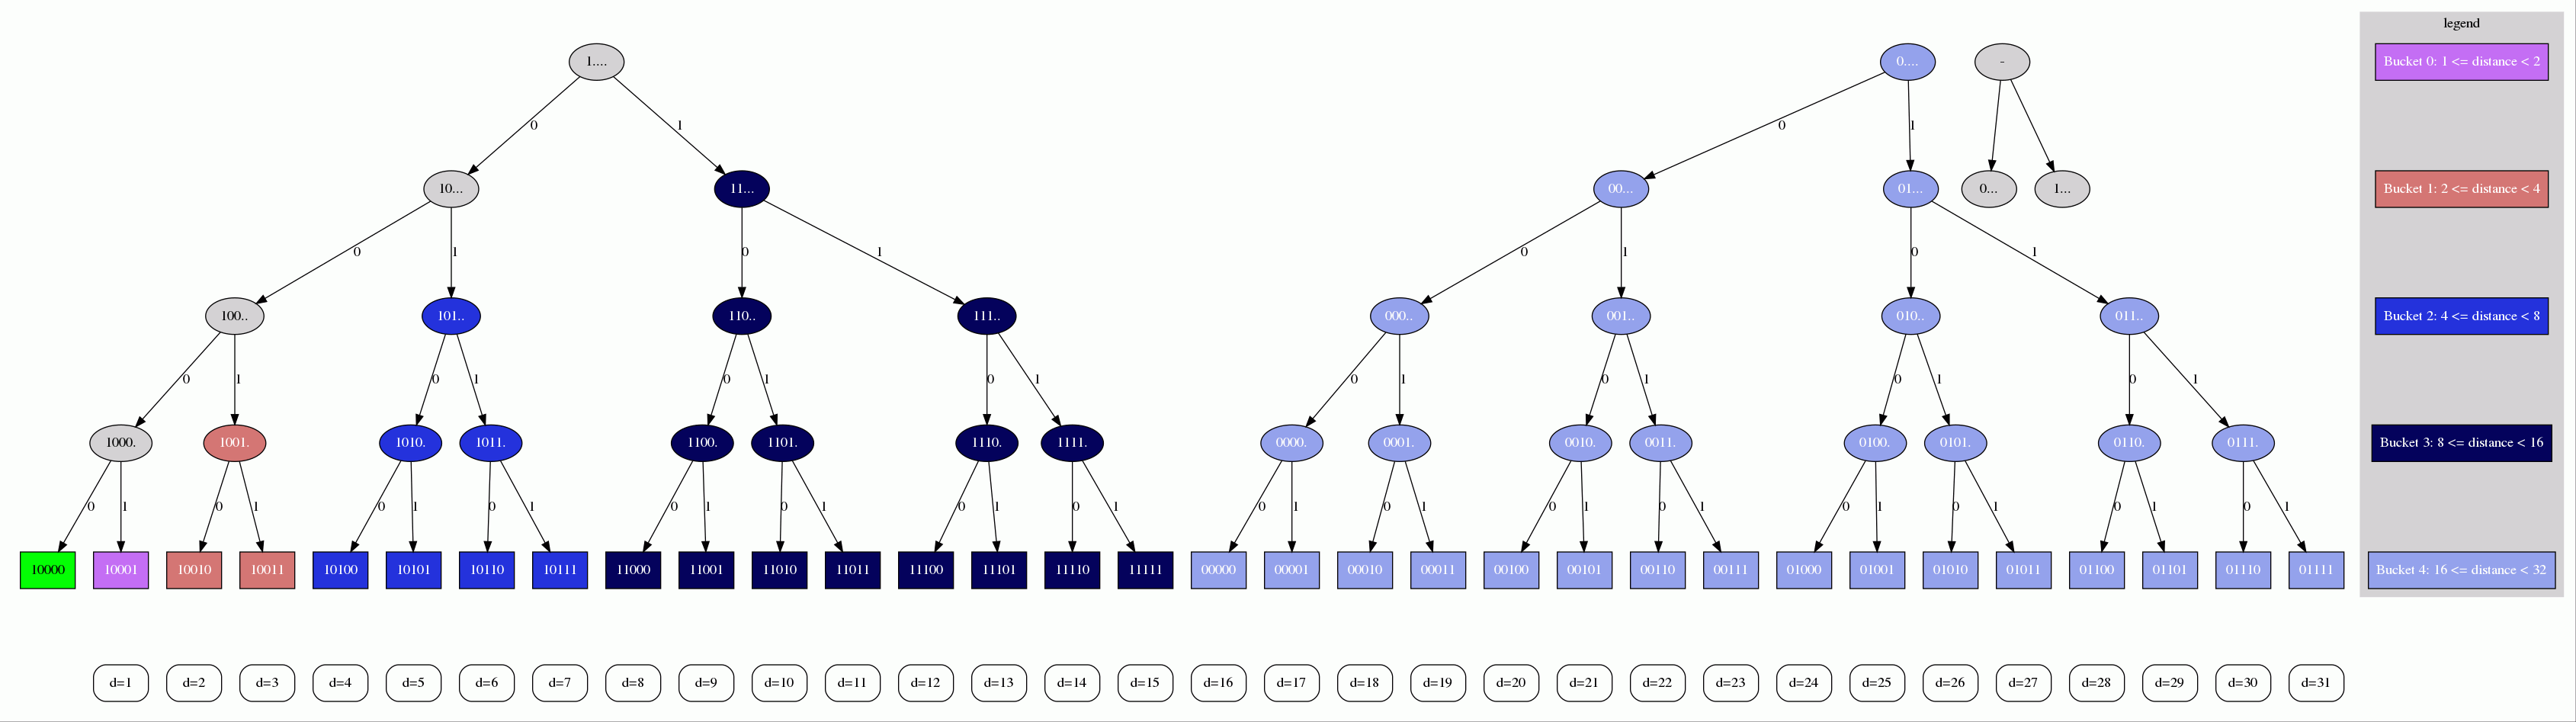 legend
1.... 0.... - Bucket 0: 1 <= distance < 2
0 1 0 1
10... 11... 00... 01... 0... 1... Bucket 1: 2 <= distance < 4
0 1 0 1 0 1 0 1
100.. 101.. 110.. 111.. 000.. 001.. 010.. 011.. Bucket 2: 4 <= distance < 8
0 1 0 1 0 1 0 1 0 1 0 1 0 1 0 1
1000. 1001. 1010. 1011. 1100. 1101. 1110. 1111. 0000. 0001. 0010. 0011. 0100. 0101. 0110. 0111. Bucket 3: 8 <= distance < 16
0 1 0 1 0 1 0 1 0 1 0 1 0 1 0 1 0 1 0 1 0 1 0 1 0 1 0 1 0 1 0 1
10000 10001 10010 10011 10100 10101 10110 10111 11000 11001 11010 11011 11100 11101 11110 11111 00000 00001 00010 00011 00100 00101 00110 00111 01000 01001 01010 01011 01100 01101 01110 01111 Bucket 4: 16 <= distance < 32
d=1 d=2 d=3 d=4 d=5 d=6 d=7 d=8 d=9 d=10 d=11 d=12 d=13 d=14 d=15 d=16 d=17 d=18 d=19 d=20 d=21 d=22 d=23 d=24 d=25 d=26 d=27 d=28 d=29 d=30 d=31